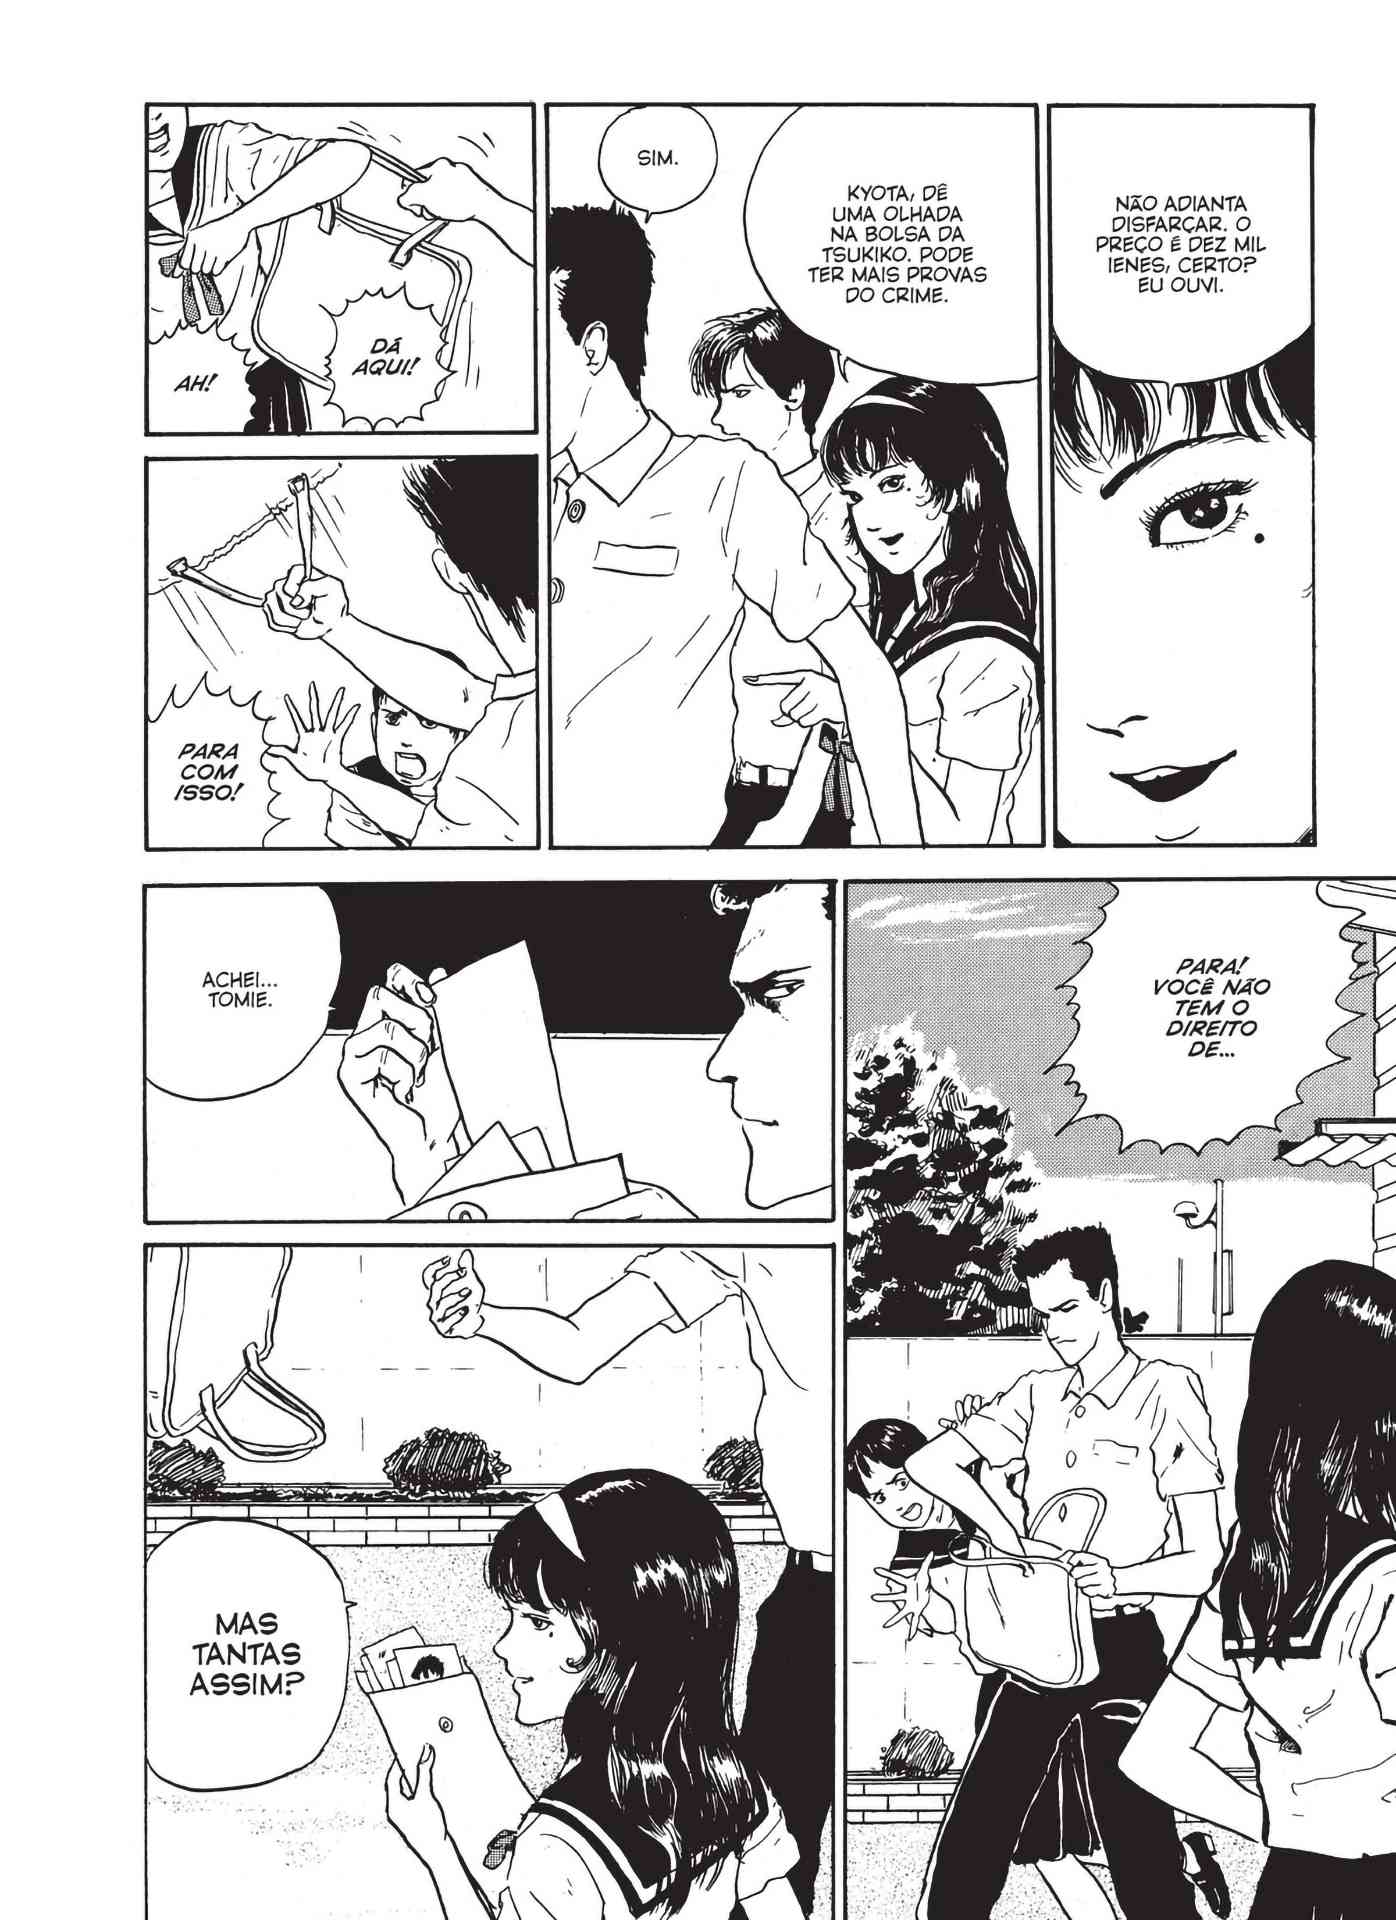 NÃO ADIANTA
DISFARÇAR. O
PREÇO É DEZ MIL
IENES, CERTO?
EU OUVI.
KYOTA, DÊ
UMA OLHADA
NA BOLSA DA
TSUKIKO. PODE
TER MAIS PROVAS
DO CRIME.
SIM.
DÁ
AQUI!
AH!
PARA
COM
ISSO!
PARA!
VOCÊ NÃO
TEM O
DIREITO
DE...
ACHEI...
TOMIE.
MAS
TANTAS
ASSIM?